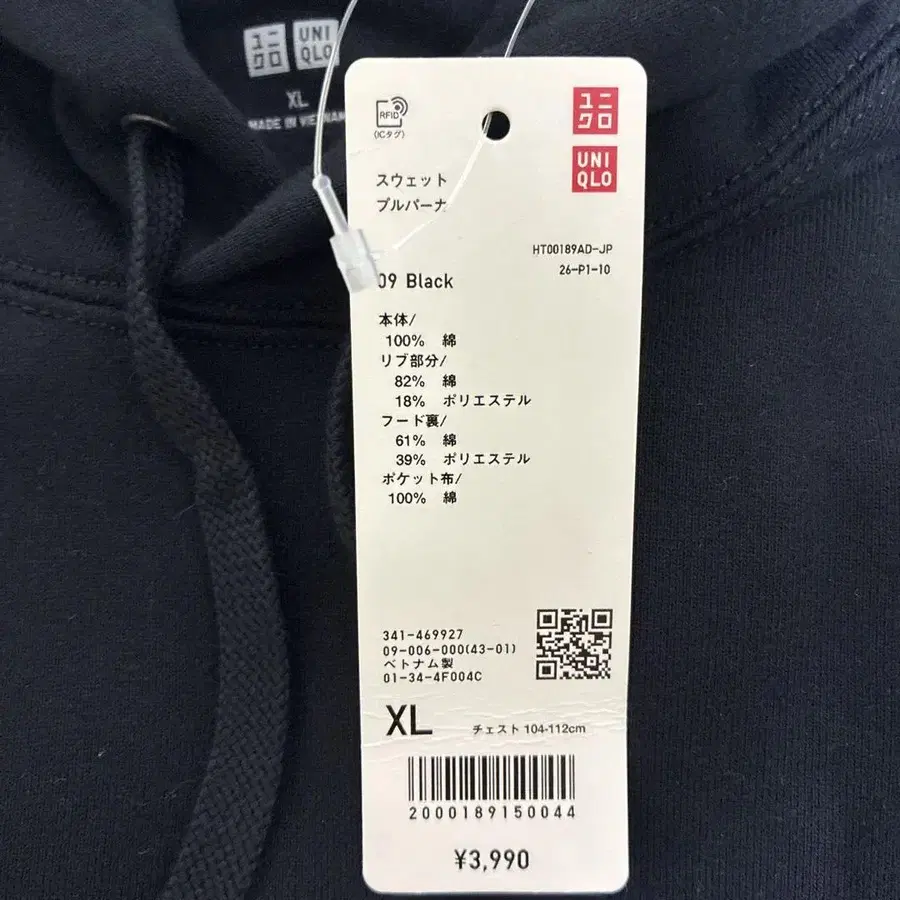 ユニ
クロ
UNI
QLO
XL
MADE IN VIETNAM
RFID
(ICタグ)
ユニ
クロ
UNI
QLO
スウェット
プルパーカ
HT00189AD-JP
26-P1-10
09 Black
本体/
100% 綿
リブ部分/
82% 綿
18% ポリエステル
フード裏/
61% 綿
39% ポリエステル
ポケット布/
100% 綿
341-469927
09-006-000(43-01)
ベトナム製
01-34-4F004C
XL チェスト 104-112cm
2000189150044
¥3,990